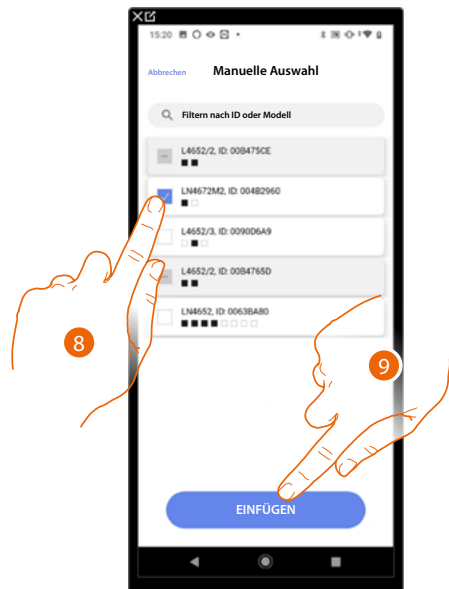 15:20
Abbrechen Manuelle Auswahl
Filtern nach ID oder Modell
L4652/2, ID: 00B475CE
LN4672M2, ID: 00482960
L4652/3, ID: 0090D6A9
L4652/2, ID: 00B4765D
LN4652, ID: 0063BA80
8
9
EINFÜGEN